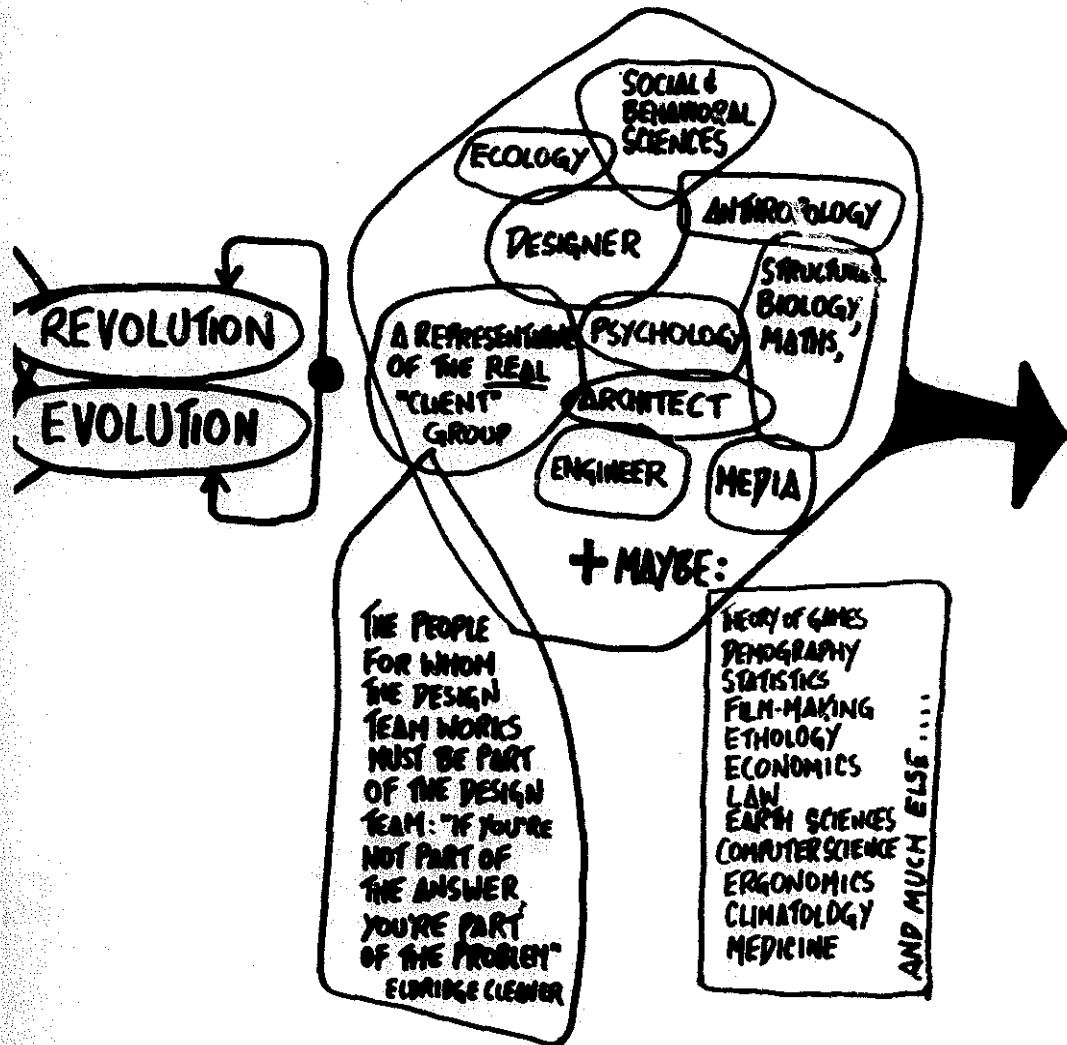 REVOLUTION
EVOLUTION
SOCIAL &
BEHAVIORAL
SCIENCES
ECOLOGY
ANTHROPOLOGY
DESIGNER
STRUCTURAL
BIOLOGY,
MATHS,
A REPRESENTATIVE
OF THE REAL
"CLIENT"
GROUP
PSYCHOLOGY
ARCHITECT
ENGINEER
MEDIA
+ MAYBE:
THE PEOPLE
FOR WHOM
THE DESIGN
TEAM WORKS
MUST BE PART
OF THE DESIGN
TEAM: "IF YOU'RE
NOT PART OF
THE ANSWER,
YOU'RE PART
OF THE PROBLEM"
ELDRIDGE CLEAVER
THEORY OF GAMES
DEMOGRAPHY
STATISTICS
FILM-MAKING
ETHOLOGY
ECONOMICS
LAW
EARTH SCIENCES
COMPUTER SCIENCE
ERGONOMICS
CLIMATOLOGY
MEDICINE
AND MUCH ELSE ....